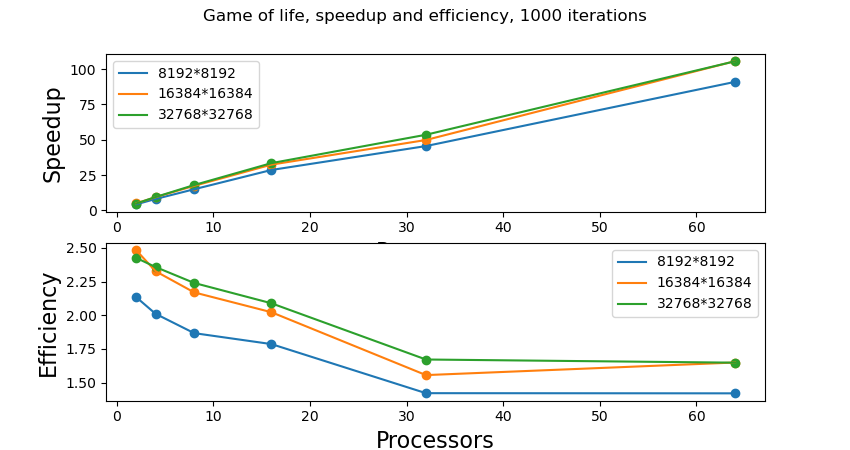 Game of life, speedup and efficiency, 1000 iterations
Speedup
100
75
50
25
0
8192*8192
16384*16384
32768*32768
0 10 20 30 40 50 60
Efficiency
2.50
2.25
2.00
1.75
1.50
8192*8192
16384*16384
32768*32768
0 10 20 30 40 50 60
Processors